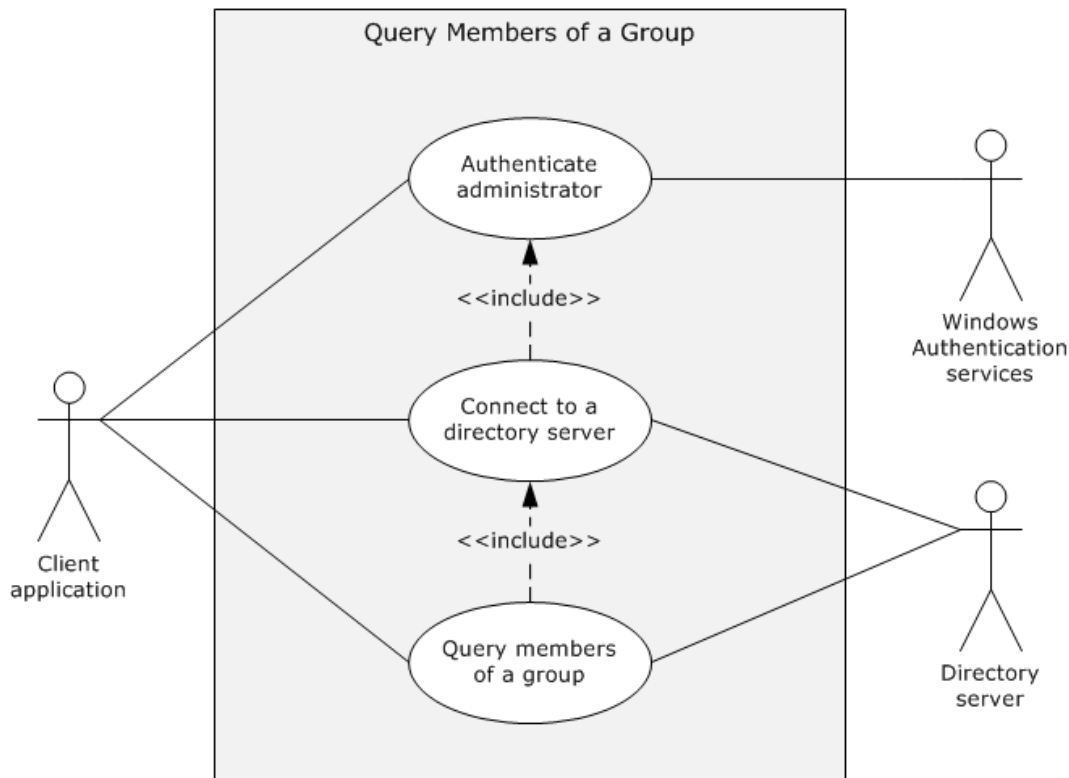 Query Members of a Group
Authenticate
administrator
<<include>>
Windows
Authentication
services
Connect to a
directory server
Client
application
<<include>>
Query members
of a group
Directory
server